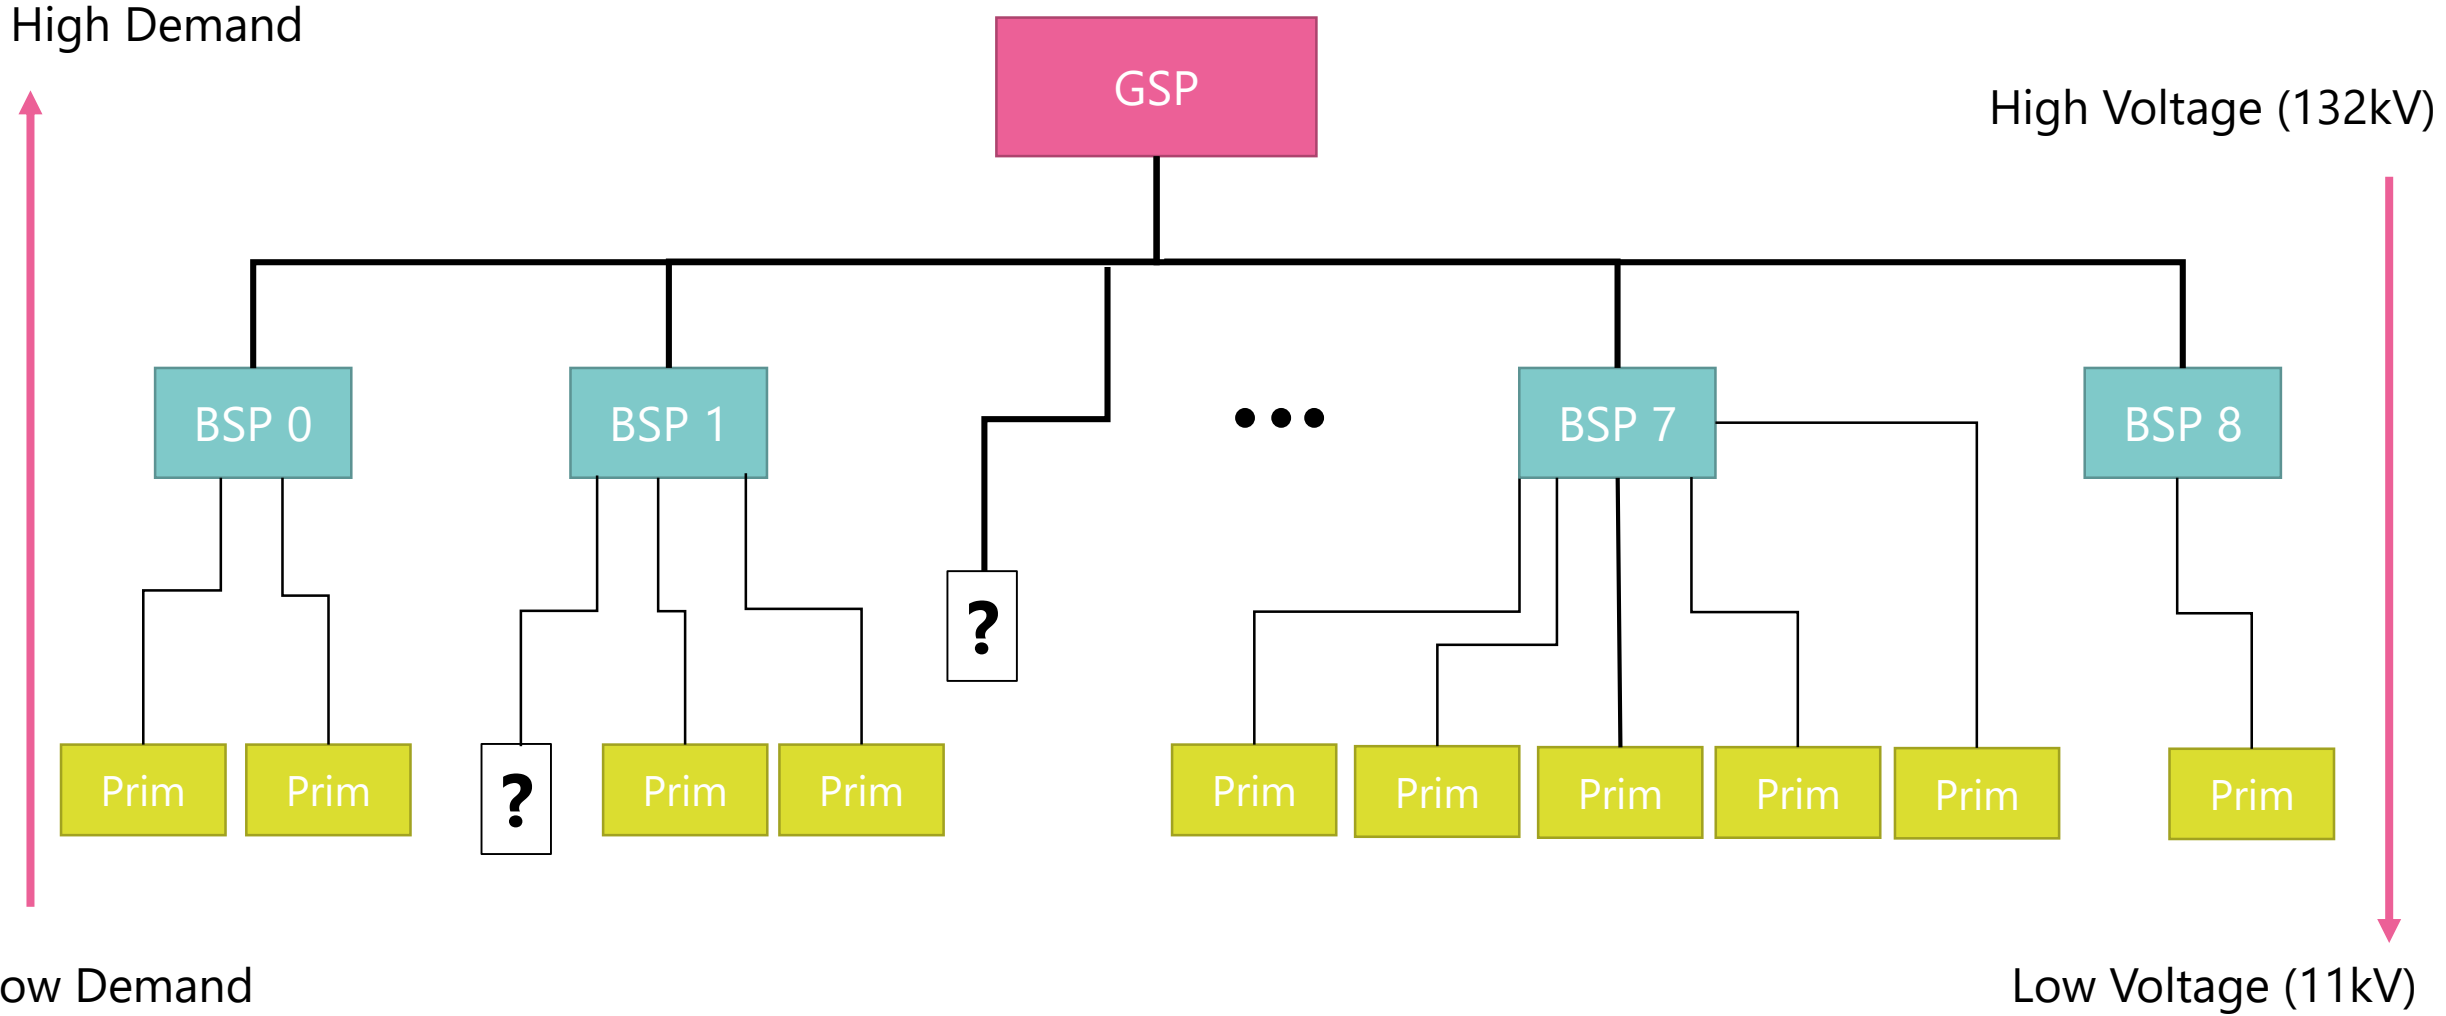 High Demand
GSP
High Voltage (132kV)
BSP 0
BSP 1
•••
BSP 7
BSP 8
?
Prim
Prim
?
Prim
Prim
Prim
Prim
Prim
Prim
Prim
Prim
ow Demand
Low Voltage (11kV)